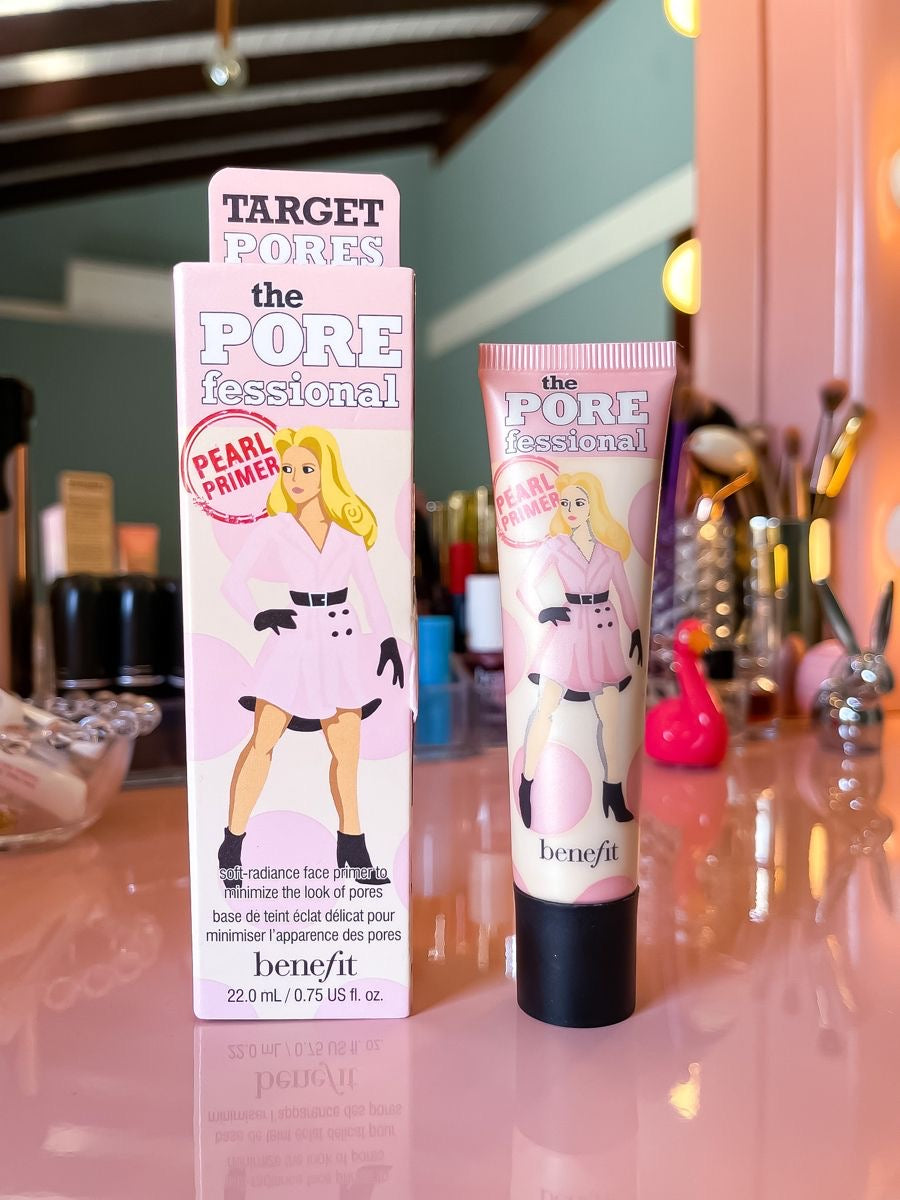 TARGET
PORES
the
PORE
fessional
PEARL
PRIMER
soft-radiance face primer to
minimize the look of pores
base de teint éclat délicat pour
minimiser l'apparence des pores
benefit
22.0 mL / 0.75 US fl. oz.
the
PORE
fessional
PEARL
PRIMER
benefit